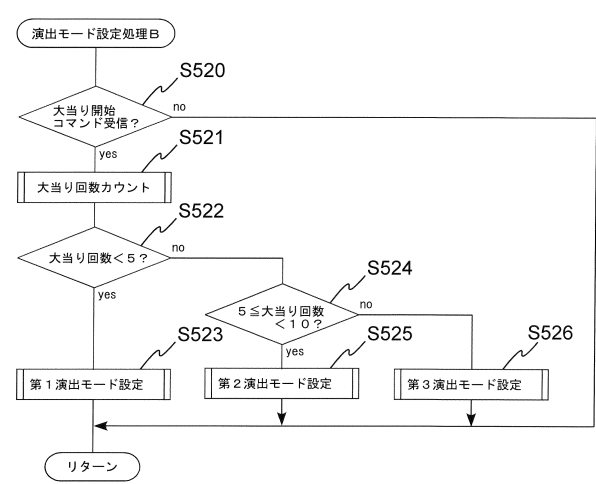 演出モード設定処理B
S520
大当り開始
コマンド受信？
no
yes
S521
大当り回数カウント
S522
大当り回数＜５？
no
yes
S524
５≦大当り回数
＜１０？
no
yes
S523
第１演出モード設定
S525
第２演出モード設定
S526
第３演出モード設定
リターン